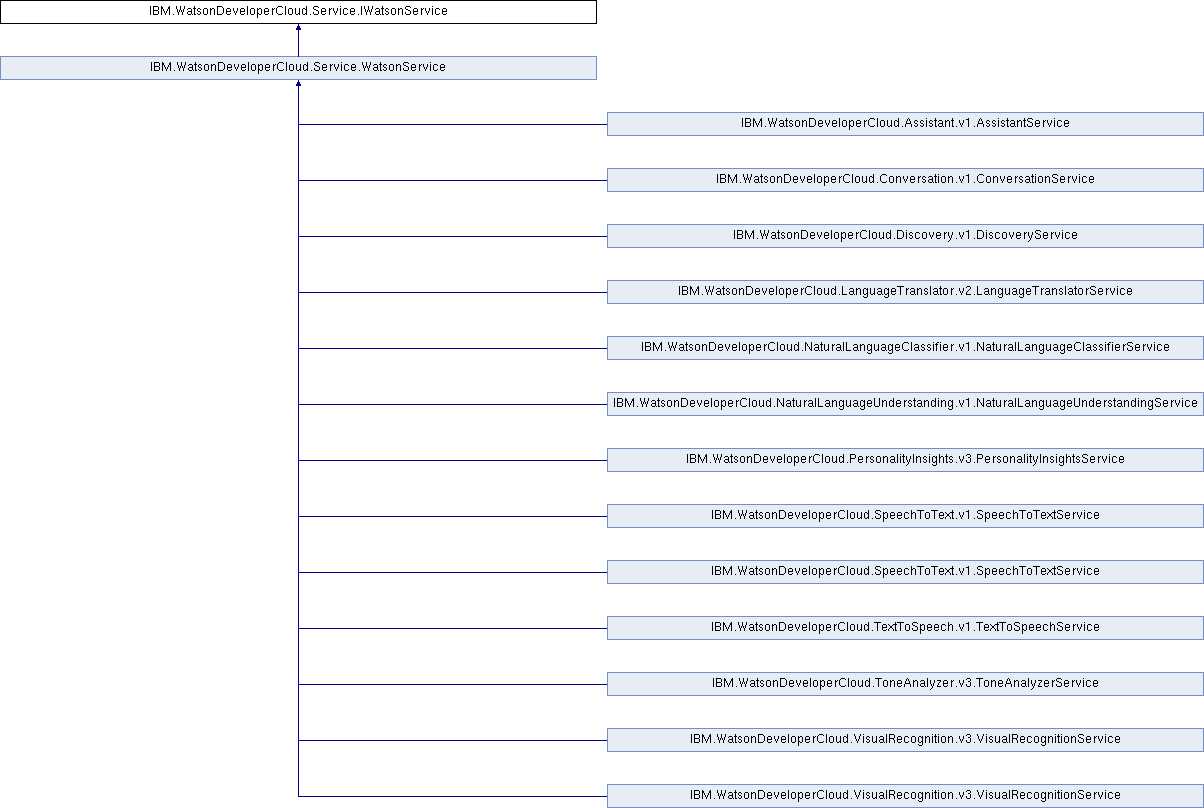 IBM.WatsonDeveloperCloud.Service.IWatsonService
IBM.WatsonDeveloperCloud.Service.WatsonService
IBM.WatsonDeveloperCloud.Assistant.v1.AssistantService
IBM.WatsonDeveloperCloud.Conversation.v1.ConversationService
IBM.WatsonDeveloperCloud.Discovery.v1.DiscoveryService
IBM.WatsonDeveloperCloud.LanguageTranslator.v2.LanguageTranslatorService
IBM.WatsonDeveloperCloud.NaturalLanguageClassifier.v1.NaturalLanguageClassifierService
IBM.WatsonDeveloperCloud.NaturalLanguageUnderstanding.v1.NaturalLanguageUnderstandingService
IBM.WatsonDeveloperCloud.PersonalityInsights.v3.PersonalityInsightsService
IBM.WatsonDeveloperCloud.SpeechToText.v1.SpeechToTextService
IBM.WatsonDeveloperCloud.SpeechToText.v1.SpeechToTextService
IBM.WatsonDeveloperCloud.TextToSpeech.v1.TextToSpeechService
IBM.WatsonDeveloperCloud.ToneAnalyzer.v3.ToneAnalyzerService
IBM.WatsonDeveloperCloud.VisualRecognition.v3.VisualRecognitionService
IBM.WatsonDeveloperCloud.VisualRecognition.v3.VisualRecognitionService